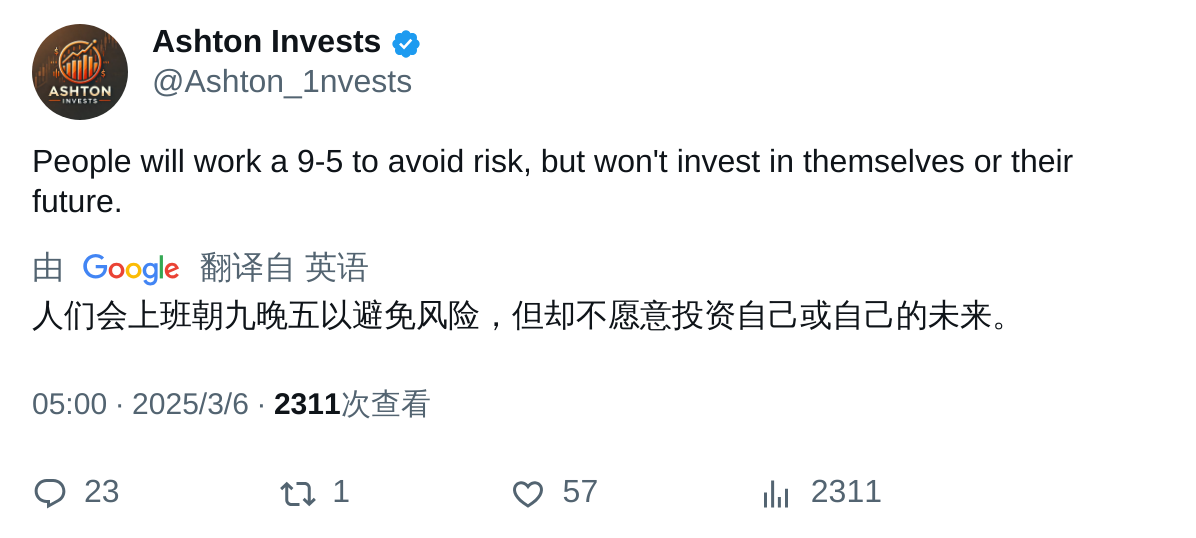 ASHTON
INVESTS
Ashton Invests
@Ashton_1nvests
People will work a 9-5 to avoid risk, but won't invest in themselves or their
future.
由 Google 翻译自 英语
人们会上班朝九晚五以避免风险，但却不愿意投资自己或自己的未来。
05:00 · 2025/3/6 · 2311次查看
23 1 57 2311